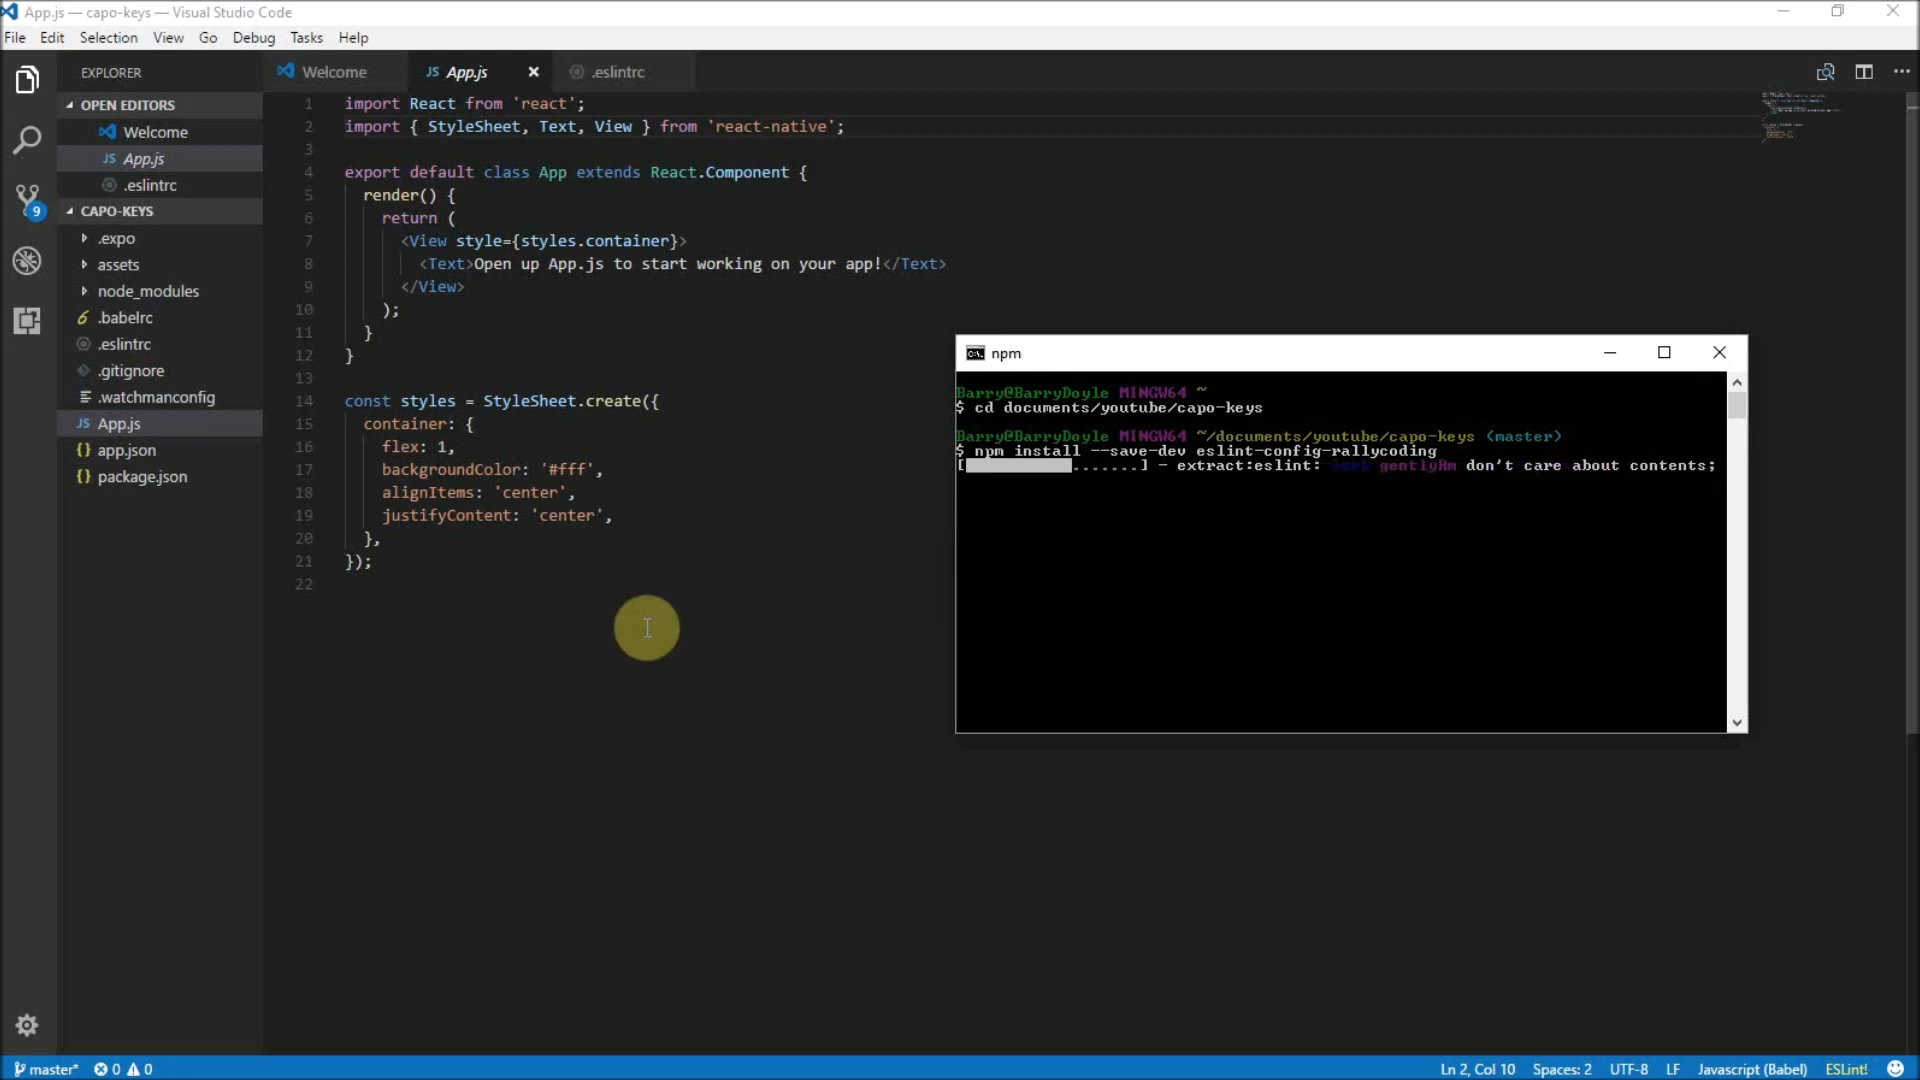 App.js — capo-keys — Visual Studio Code
File Edit Selection View Go Debug Tasks Help
EXPLORER
OPEN EDITORS
Welcome
JS App.js
.eslintrc
9
CAPO-KEYS
.expo
assets
node_modules
6 .babelrc
.eslintrc
.gitignore
.watchmanconfig
JS App.js
{} app.json
{} package.json
Welcome JS App.js .eslintrc
1 import React from 'react';
2 import { StyleSheet, Text, View } from 'react-native';
3
4 export default class App extends React.Component {
5 render() {
6 return (
7 <View style={styles.container}>
8 <Text>Open up App.js to start working on your app!</Text>
9 </View>
10 );
11 }
12 }
13
14 const styles = StyleSheet.create({
15 container: {
16 flex: 1,
17 backgroundColor: '#fff',
18 alignItems: 'center',
19 justifyContent: 'center',
20 },
21 });
22
npm
Barry@BarryDoyle MINGW64 ~
$ cd documents/youtube/capo-keys
Barry@BarryDoyle MINGW64 ~/documents/youtube/capo-keys (master)
$ npm install --save-dev eslint-config-rallycoding
[.......] - extract:eslint: gentlyRm don't care about contents;
master* 0 0 Ln 2, Col 10 Spaces: 2 UTF-8 LF Javascript (Babel) ESLint!